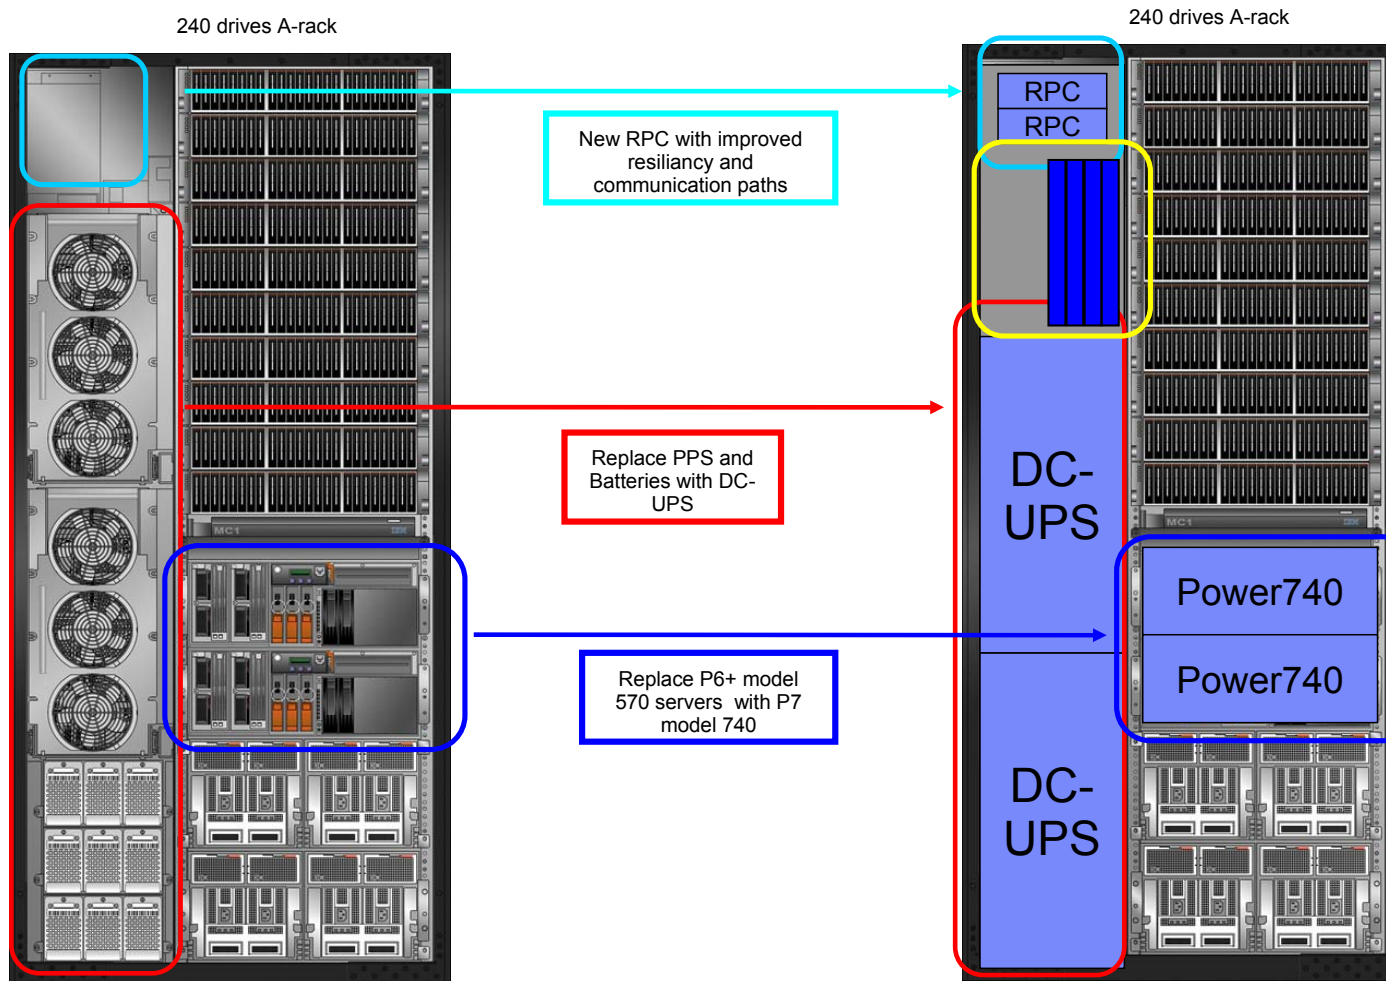 240 drives A-rack
240 drives A-rack
RPC
RPC
New RPC with improved
resiliancy and
communication paths
Replace PPS and
Batteries with DC-
UPS
DC-
UPS
MC1
IBM
MC1
IBM
Power740
Power740
Replace P6+ model
570 servers  with P7
model 740
DC-
UPS